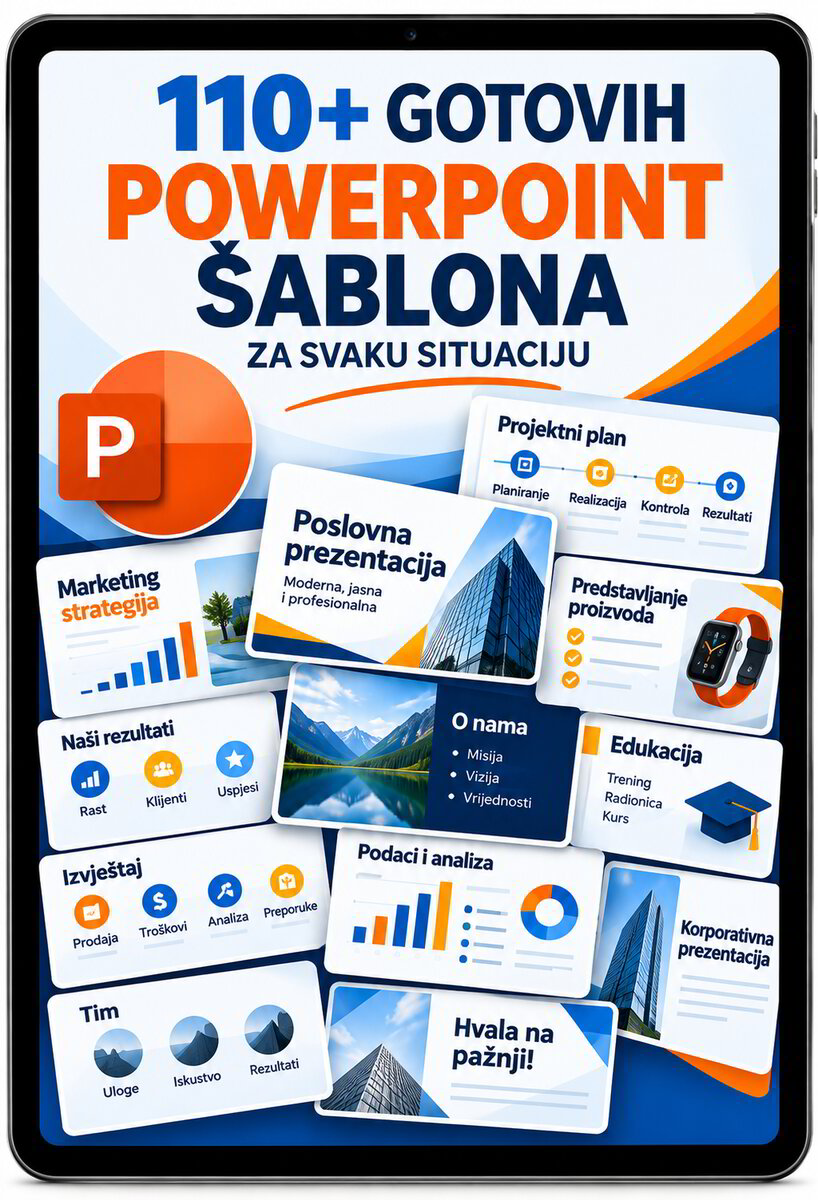 110+ GOTOVIH
POWERPOINT
ŠABLONA
ZA SVAKU SITUACIJU
P
Projektni plan
Planiranje
Realizacija
Kontrola
Rezultati
Poslovna
prezentacija
Moderna, jasna
i profesionalna
Marketing
strategija
Predstavljanje
proizvoda
Naši rezultati
Rast
Klijenti
Uspjesi
O nama
• Misija
• Vizija
• Vrijednosti
Edukacija
Trening
Radionica
Kurs
Izvještaj
Prodaja
Troškovi
Analiza
Preporuke
Podaci i analiza
Korporativna
prezentacija
Tim
Uloge
Iskustvo
Rezultati
Hvala na
pažnji!